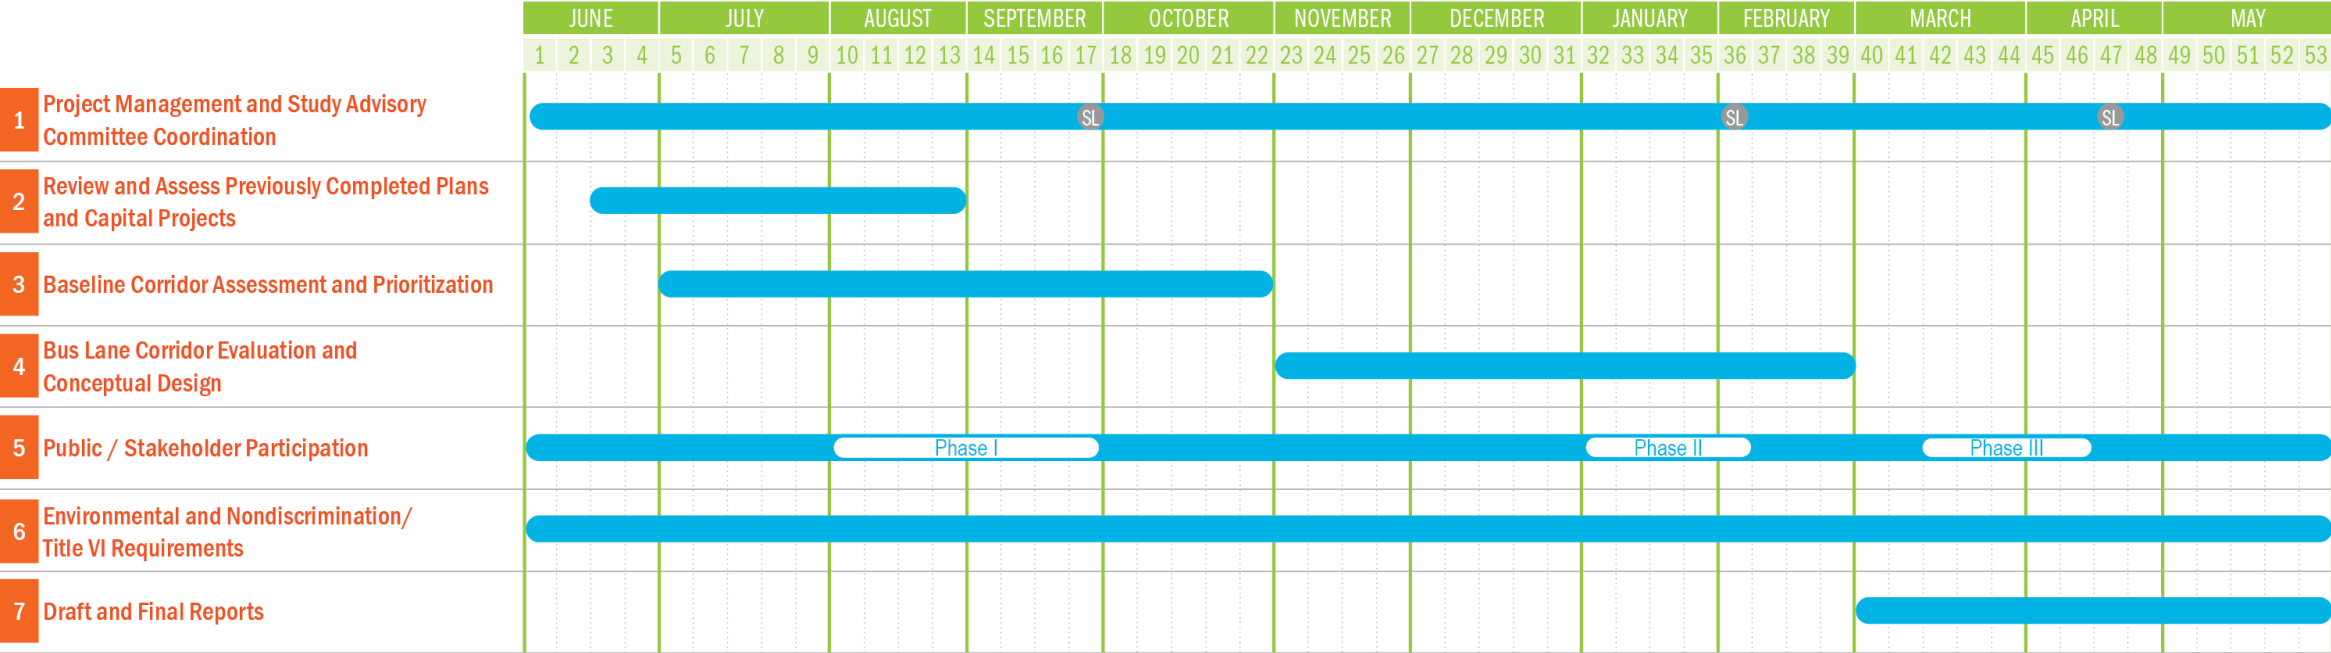 JUNE JULY AUGUST SEPTEMBER OCTOBER NOVEMBER DECEMBER JANUARY FEBRUARY MARCH APRIL MAY
1 2 3 4 5 6 7 8 9 10 11 12 13 14 15 16 17 18 19 20 21 22 23 24 25 26 27 28 29 30 31 32 33 34 35 36 37 38 39 40 41 42 43 44 45 46 47 48 49 50 51 52 53
1 Project Management and Study Advisory
Committee Coordination
SL SL SL
2 Review and Assess Previously Completed Plans
and Capital Projects
3 Baseline Corridor Assessment and Prioritization
4 Bus Lane Corridor Evaluation and
Conceptual Design
5 Public / Stakeholder Participation Phase I Phase II Phase III
6 Environmental and Nondiscrimination/
Title VI Requirements
7 Draft and Final Reports